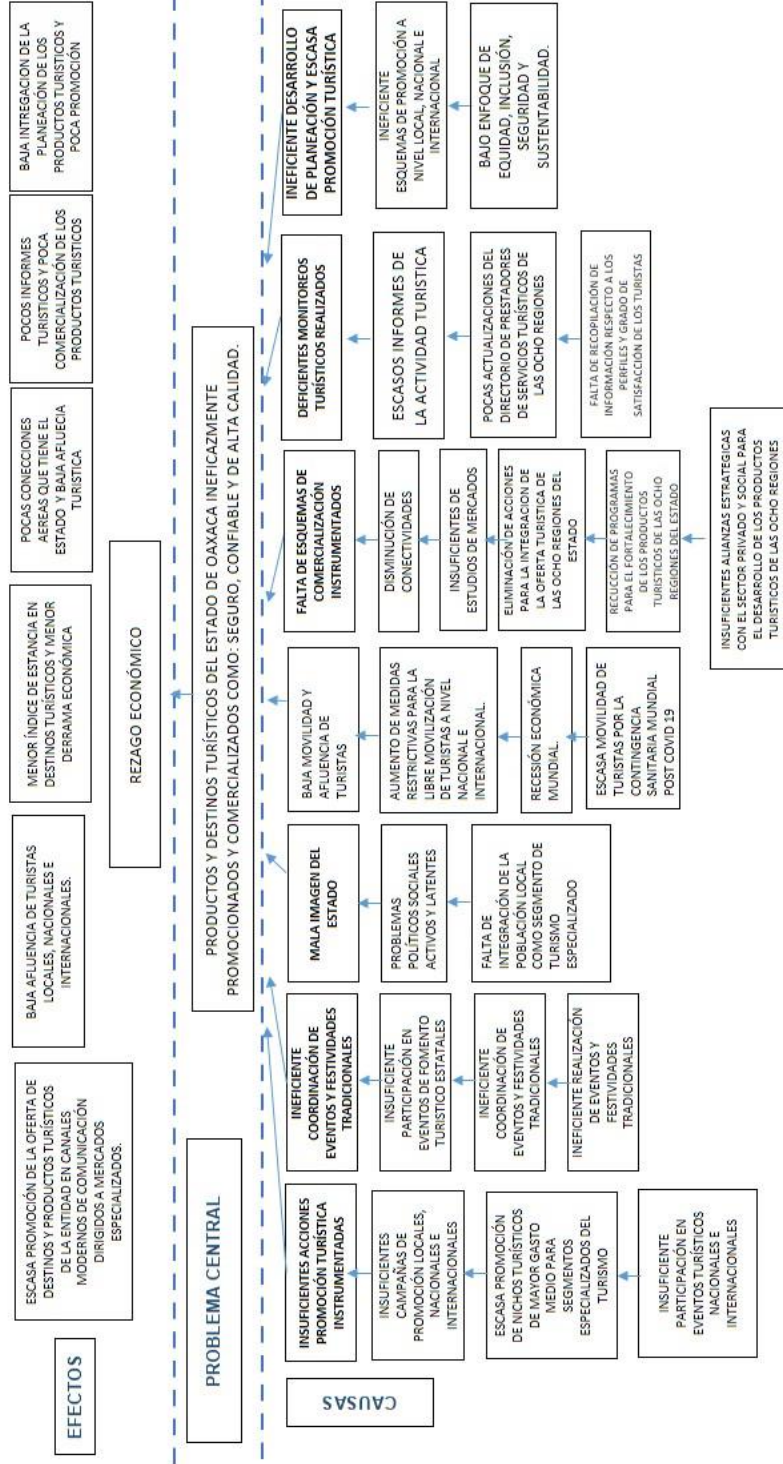 EFECTOS
ESCASA PROMOCIÓN DE LA OFERTA DE
DESTINOS Y PRODUCTOS TURÍSTICOS
DE LA ENTIDAD EN CANALES
MODERNOS DE COMUNICACIÓN
DIRIGIDOS A MERCADOS
ESPECIALIZADOS.
BAJA AFLUENCIA DE TURISTAS
LOCALES, NACIONALES E
INTERNACIONALES.
MENOR ÍNDICE DE ESTANCIA EN
DESTINOS TURÍSTICOS Y MENOR
DERRAMA ECONÓMICA
POCAS CONECCIONES
AEREAS QUE TIENE EL
ESTADO Y BAJA AFLUECIA
TURISTICA
POCOS INFORMES
TURISTICOS Y POCA
COMERCIALIZACIÓN DE LOS
PRODUCTOS TURISTICOS
BAJA INTREGACION DE LA
PLANEACIÓN DE LOS
PRODUCTOS TURISTICOS Y
POCA PROMOCIÓN
REZAGO ECONÓMICO
PROBLEMA CENTRAL
PRODUCTOS Y DESTINOS TURÍSTICOS DEL ESTADO DE OAXACA INEFICAZMENTE
PROMOCIONADOS Y COMERCIALIZADOS COMO: SEGURO, CONFIABLE Y DE ALTA CALIDAD.
CAUSAS
INSUFICIENTES ACCIONES
PROMOCIÓN TURÍSTICA
INSTRUMENTADAS
INSUFICIENTES
CAMPAÑAS DE
PROMOCIÓN LOCALES,
NACIONALES E
INTERNACIONALES
ESCASA PROMOCIÓN
DE NICHOS TURÍSTICOS
DE MAYOR GASTO
MEDIO PARA
SEGMENTOS
ESPECIALIZADOS DEL
TURISMO
INSUFICIENTE
PARTICIPACIÓN EN
EVENTOS TURÍSTICOS
NACIONALES E
INTERNACIONALES
INEFICIENTE
COORDINACIÓN DE
EVENTOS Y FESTIVIDADES
TRADICIONALES
INSUFICIENTE
PARTICIPACIÓN EN
EVENTOS DE FOMENTO
TURISTICO ESTATALES
INEFICIENTE
COORDINACIÓN DE
EVENTOS Y FESTIVIDADES
TRADICIONALES
INEFICIENTE REALIZACIÓN
DE EVENTOS Y
FESTIVIDADES
TRADICIONALES
MALA IMAGEN DEL
ESTADO
PROBLEMAS
POLÍTICOS SOCIALES
ACTIVOS Y LATENTES
FALTA DE
INTEGRACIÓN DE LA
POBLACIÓN LOCAL
COMO SEGMENTO DE
TURISMO
ESPECIALIZADO
BAJA MOVILIDAD Y
AFLUENCIA DE
TURISTAS
AUMENTO DE MEDIDAS
RESTRICTIVAS PARA LA
LIBRE MOVILIZACIÓN
DE TURISTAS A NIVEL
NACIONAL E
INTERNACIONAL.
RECESIÓN ECONÓMICA
MUNDIAL.
ESCASA MOVILIDAD DE
TURISTAS POR LA
CONTINGENCIA
SANITARIA MUNDIAL
POST COVID 19
FALTA DE ESQUEMAS DE
COMERCIALIZACIÓN
INSTRUMENTADOS
DISMINUCIÓN DE
CONECTIVIDADES
INSUFICIENTES DE
ESTUDIOS DE MERCADOS
ELIMINACIÓN DE ACCIONES
PARA LA INTEGRACION DE
LA OFERTA TURISTICA DE
LAS OCHO REGIONES DEL
ESTADO
RECUCCIÓN DE PROGRAMAS
PARA EL FORTALECIMIENTO
DE LOS PRODUCTOS
TURISTICOS DE LAS OCHO
REGIONES DEL ESTADO
INSUFICIENTES ALIANZAS ESTRATEGICAS
CON EL SECTOR PRIVADO Y SOCIAL PARA
EL DESARROLLO DE LOS PRODUCTOS
TURISTICOS DE LAS OCHO REGIONES
DEFICIENTES MONITOREOS
TURÍSTICOS REALIZADOS
ESCASOS INFORMES DE
LA ACTIVIDAD TURISTICA
POCAS ACTUALIZACIONES DEL
DIRECTORIO DE PRESTADORES
DE SERVICIOS TURÍSTICOS DE
LAS OCHO REGIONES
FALTA DE RECOPILACIÓN DE
INFORMACIÓN RESPECTO A LOS
PERFILES Y GRADO DE
SATISFACCIÓN DE LOS TURISTAS
INEFICIENTE DESARROLLO
DE PLANEACIÓN Y ESCASA
PROMOCIÓN TURÍSTICA
INEFICIENTE
ESQUEMAS DE PROMOCIÓN A
NIVEL LOCAL, NACIONAL E
INTERNACIONAL
BAJO ENFOQUE DE
EQUIDAD, INCLUSIÓN,
SEGURIDAD Y
SUSTENTABILIDAD.